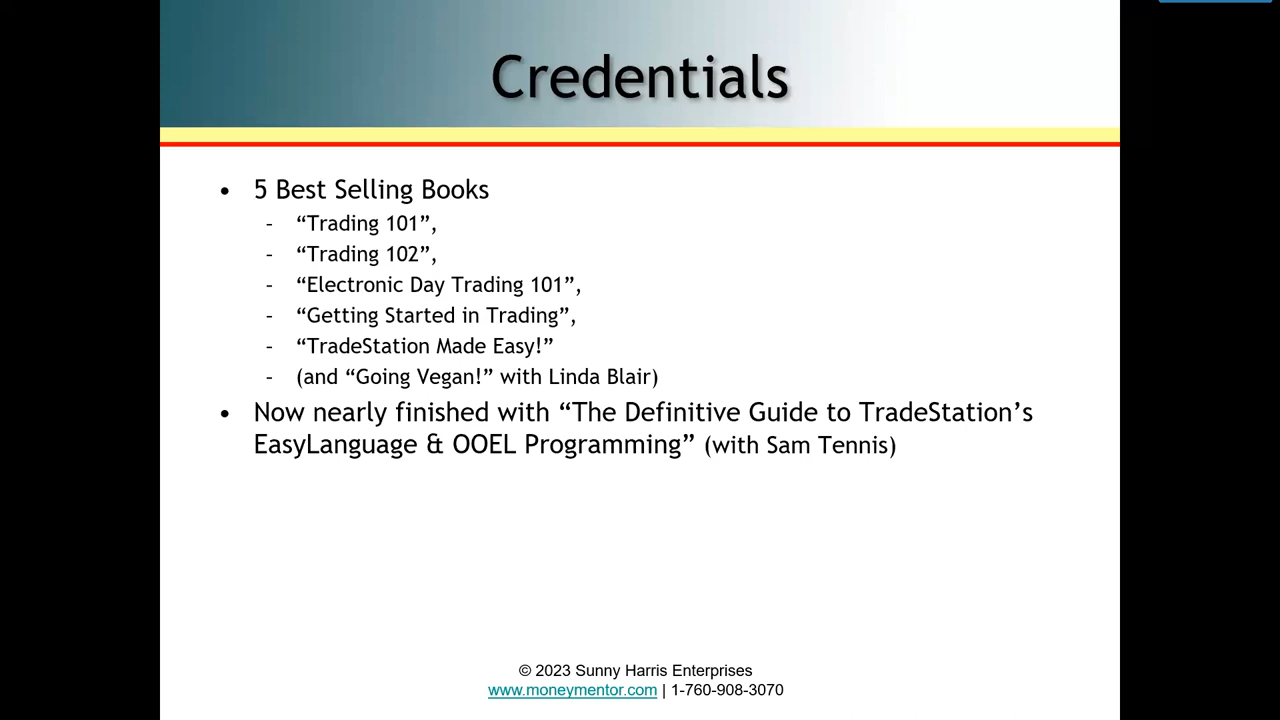 Credentials
• 5 Best Selling Books
- “Trading 101”,
- “Trading 102”,
- “Electronic Day Trading 101”,
- “Getting Started in Trading”,
- “TradeStation Made Easy!”
- (and “Going Vegan!” with Linda Blair)
• Now nearly finished with “The Definitive Guide to TradeStation’s
EasyLanguage & OOEL Programming” (with Sam Tennis)
© 2023 Sunny Harris Enterprises
www.moneymentor.com | 1-760-908-3070